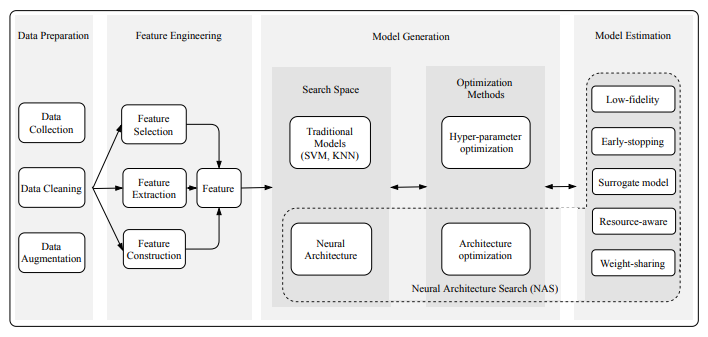 Data Preparation
Feature Engineering
Model Generation
Model Estimation
Data
Collection
Data Cleaning
Data
Augmentation
Feature
Selection
Feature
Extraction
Feature
Construction
Feature
Search Space
Traditional
Models
(SVM, KNN)
Neural
Architecture
Optimization
Methods
Hyper-parameter
optimization
Architecture
optimization
Neural Architecture Search (NAS)
Low-fidelity
Early-stopping
Surrogate model
Resource-aware
Weight-sharing